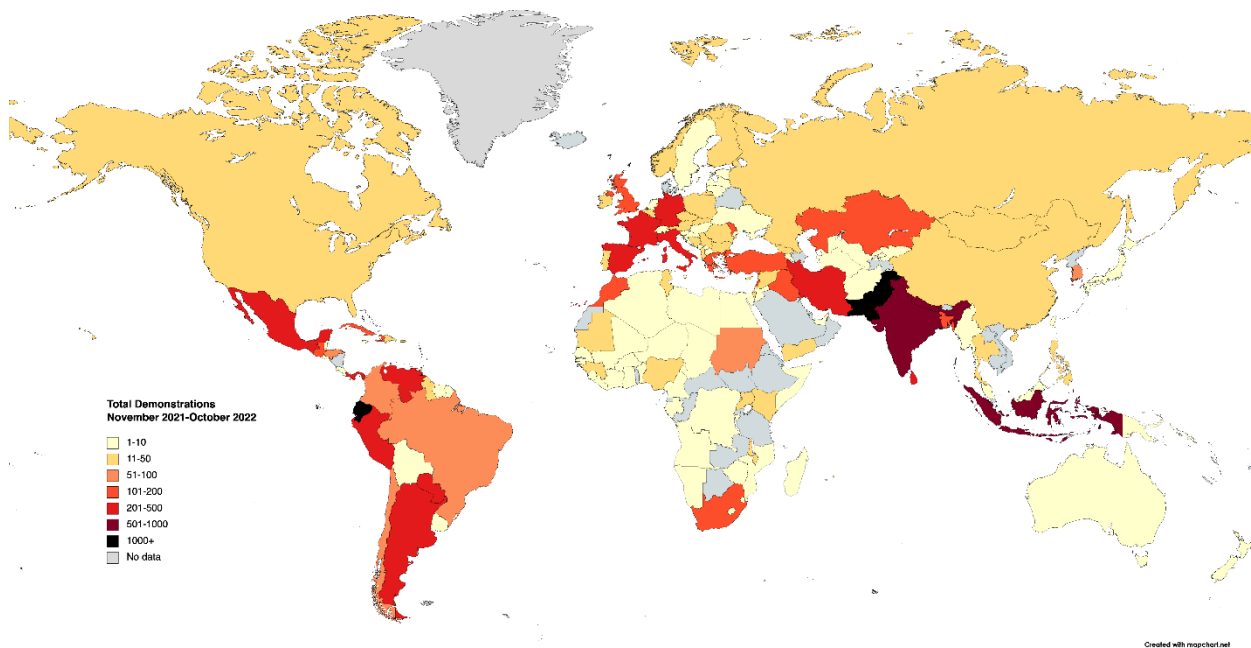 Total Demonstrations
November 2021-October 2022
1-10
11-50
51-100
101-200
201-500
501-1000
1000+
No data
Created with mapchart.net